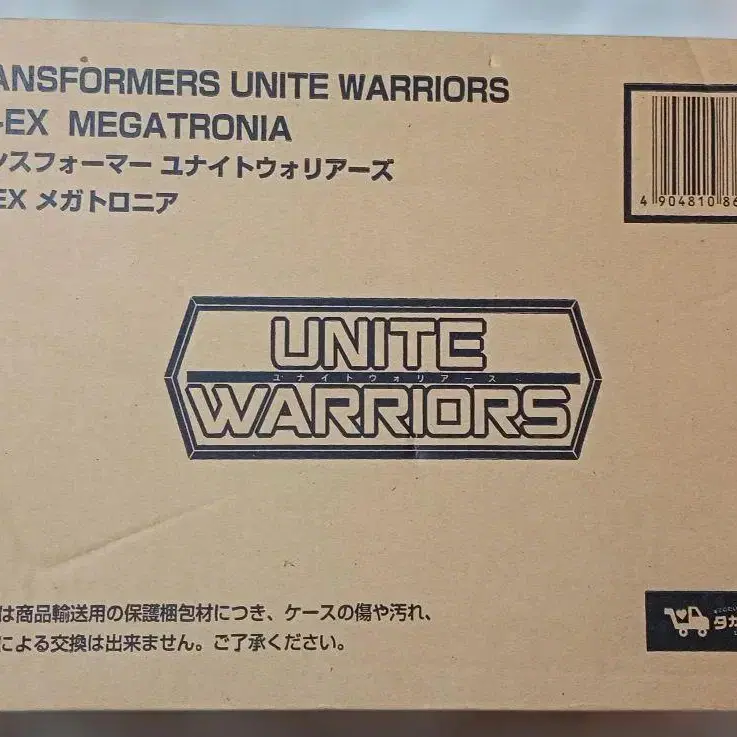 ANSFORMERS UNITE WARRIORS
-EX MEGATRONIA
ンスフォーマー ユナイトウォリアーズ
EX メガトロニア
4 904810 86
UNITE
ユナイトウォリアーズ
WARRIORS
は商品輸送用の保護梱包材につき、ケースの傷や汚れ、
による交換は出来ません。ご了承ください。
タカ